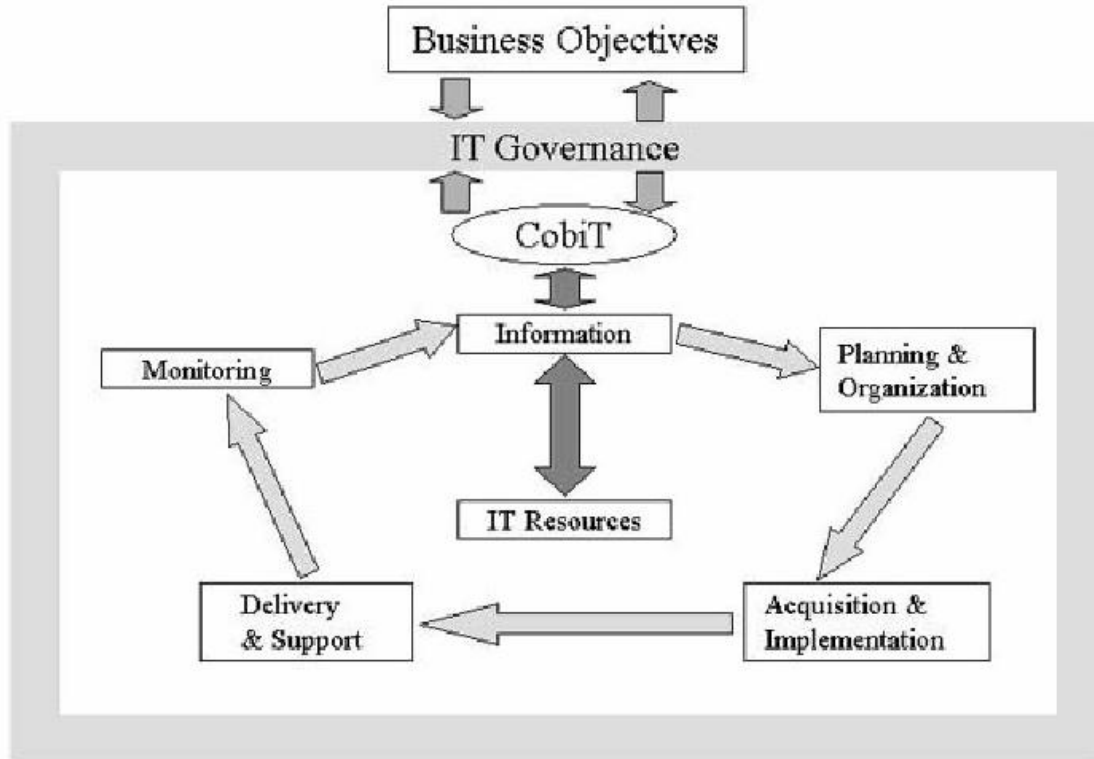 Business Objectives
IT Governance
CobiT
Information
Monitoring
Planning &
Organization
IT Resources
Delivery
& Support
Acquisition &
Implementation